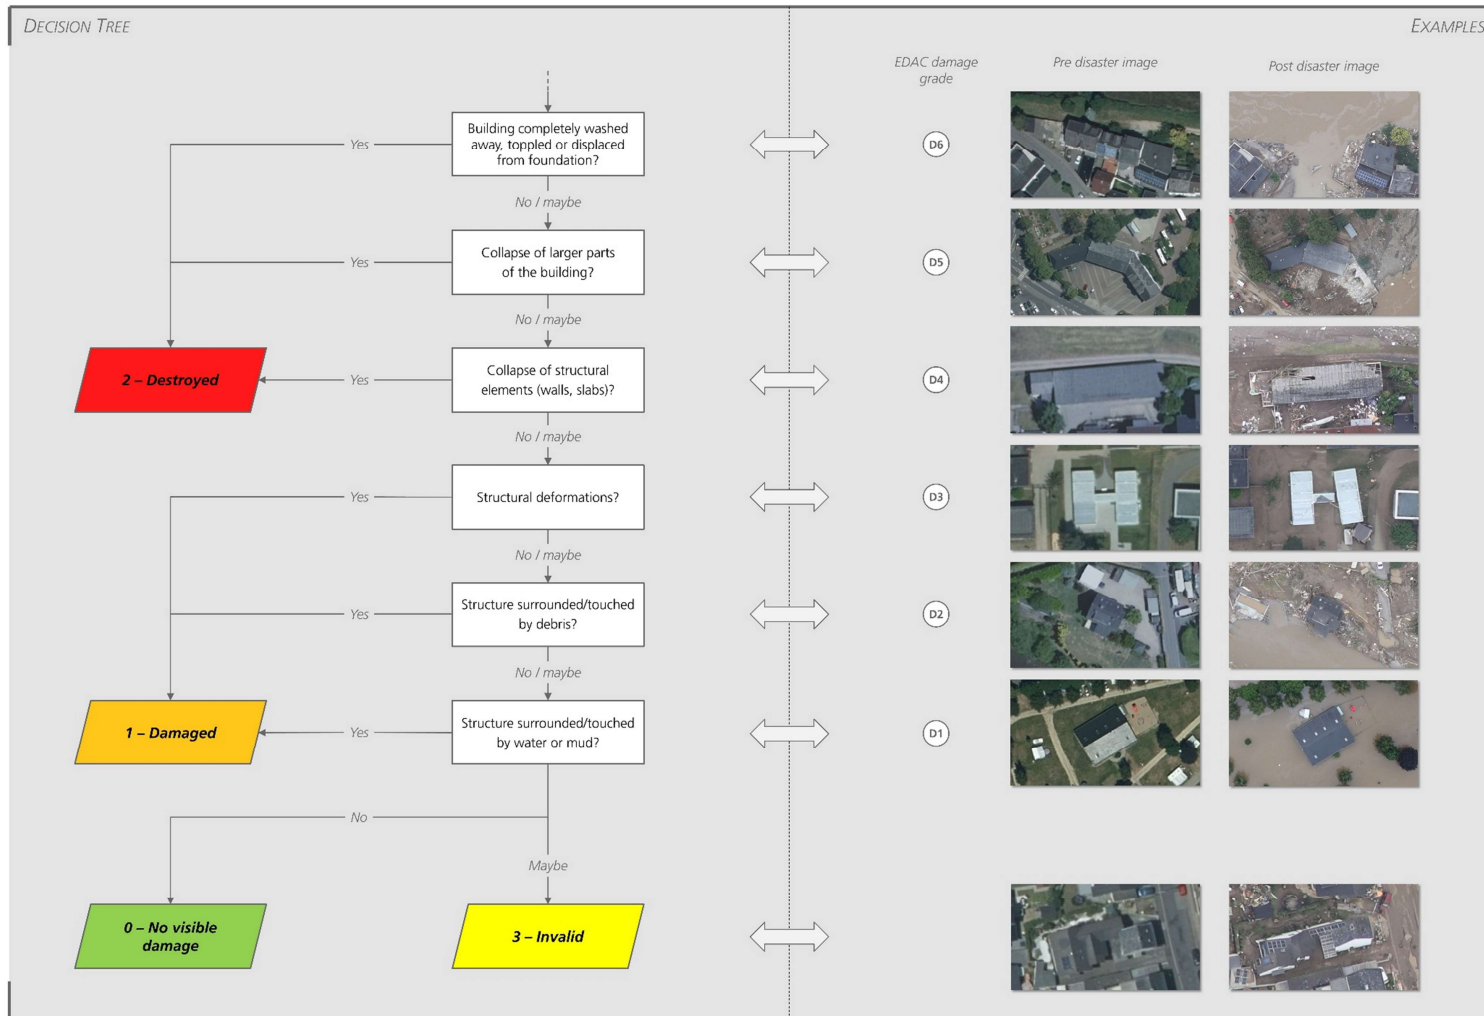 DECISION TREE
EXAMPLES
EDAC damage
grade
Pre disaster image
Post disaster image
Building completely washed
away, toppled or displaced
from foundation?
Yes
D6
No / maybe
Collapse of larger parts
of the building?
Yes
D5
No / maybe
2 – Destroyed
Yes
Collapse of structural
elements (walls, slabs)?
D4
No / maybe
Yes
Structural deformations?
D3
No / maybe
Yes
Structure surrounded/touched
by debris?
D2
No / maybe
1 – Damaged
Yes
Structure surrounded/touched
by water or mud?
D1
No
Maybe
0 – No visible
damage
3 – Invalid